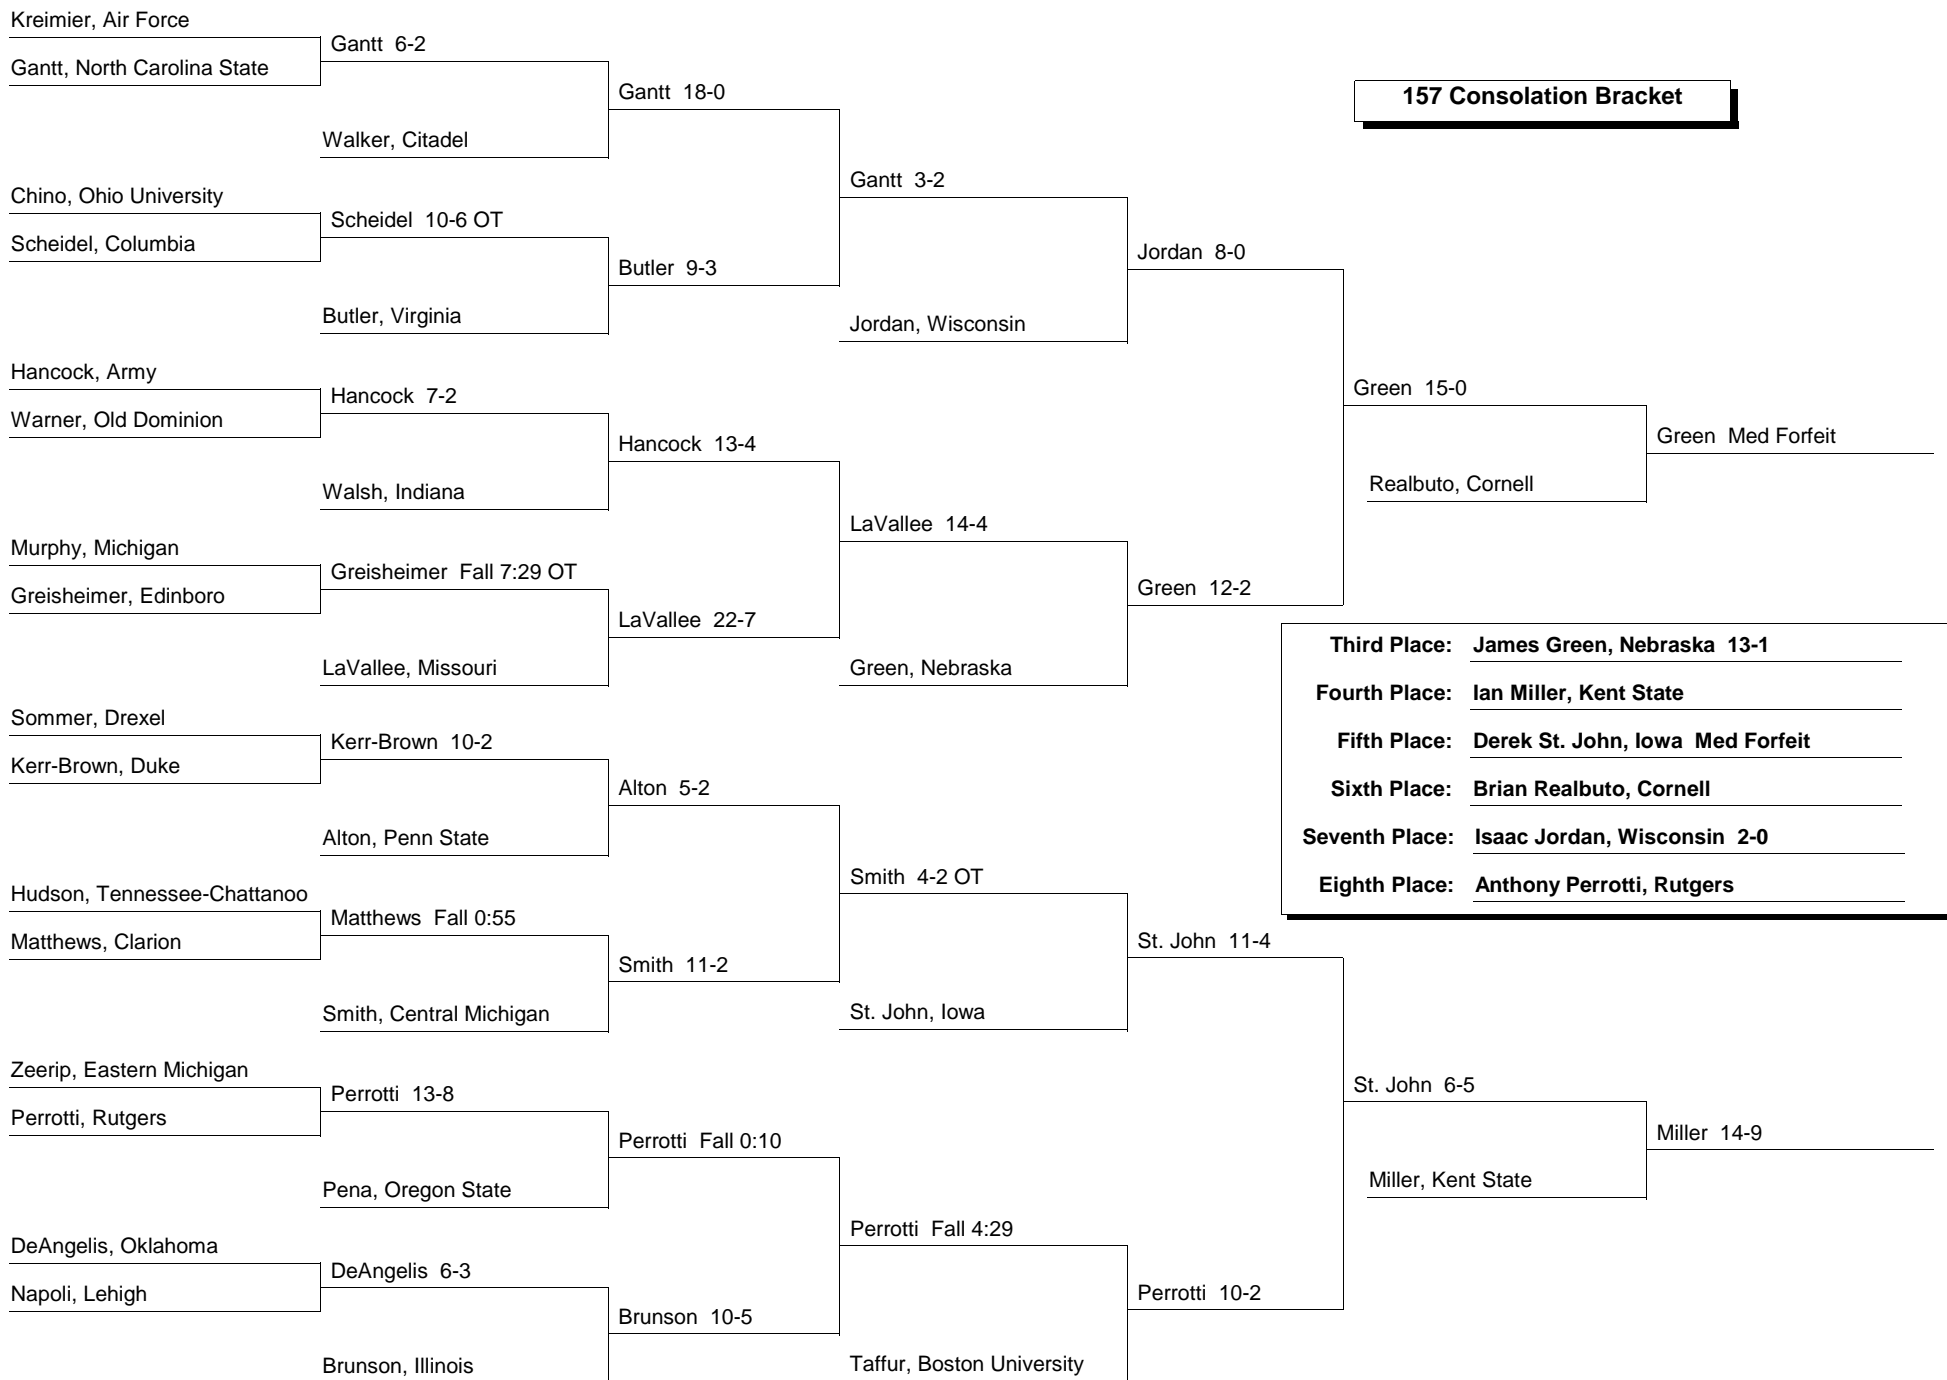 Kreimier, Air Force
Gantt, North Carolina State
Gantt 6-2
Walker, Citadel
Gantt 18-0
Chino, Ohio University
Scheidel, Columbia
Scheidel 10-6 OT
Butler, Virginia
Butler 9-3
Gantt 3-2
Jordan, Wisconsin
Jordan 8-0
157 Consolation Bracket
Hancock, Army
Warner, Old Dominion
Hancock 7-2
Walsh, Indiana
Hancock 13-4
Murphy, Michigan
Greisheimer, Edinboro
Greisheimer Fall 7:29 OT
LaVallee, Missouri
LaVallee 22-7
LaVallee 14-4
Green, Nebraska
Green 12-2
Green 15-0
Realbuto, Cornell
Green Med Forfeit
Third Place: James Green, Nebraska 13-1
Fourth Place: Ian Miller, Kent State
Fifth Place: Derek St. John, Iowa Med Forfeit
Sixth Place: Brian Realbuto, Cornell
Seventh Place: Isaac Jordan, Wisconsin 2-0
Eighth Place: Anthony Perrotti, Rutgers
Sommer, Drexel
Kerr-Brown, Duke
Kerr-Brown 10-2
Alton, Penn State
Alton 5-2
Hudson, Tennessee-Chattanoo
Matthews, Clarion
Matthews Fall 0:55
Smith, Central Michigan
Smith 11-2
Smith 4-2 OT
St. John, Iowa
St. John 11-4
Zeerip, Eastern Michigan
Perrotti, Rutgers
Perrotti 13-8
Pena, Oregon State
Perrotti Fall 0:10
DeAngelis, Oklahoma
Napoli, Lehigh
DeAngelis 6-3
Brunson, Illinois
Brunson 10-5
Perrotti Fall 4:29
Taffur, Boston University
Perrotti 10-2
St. John 6-5
Miller, Kent State
Miller 14-9